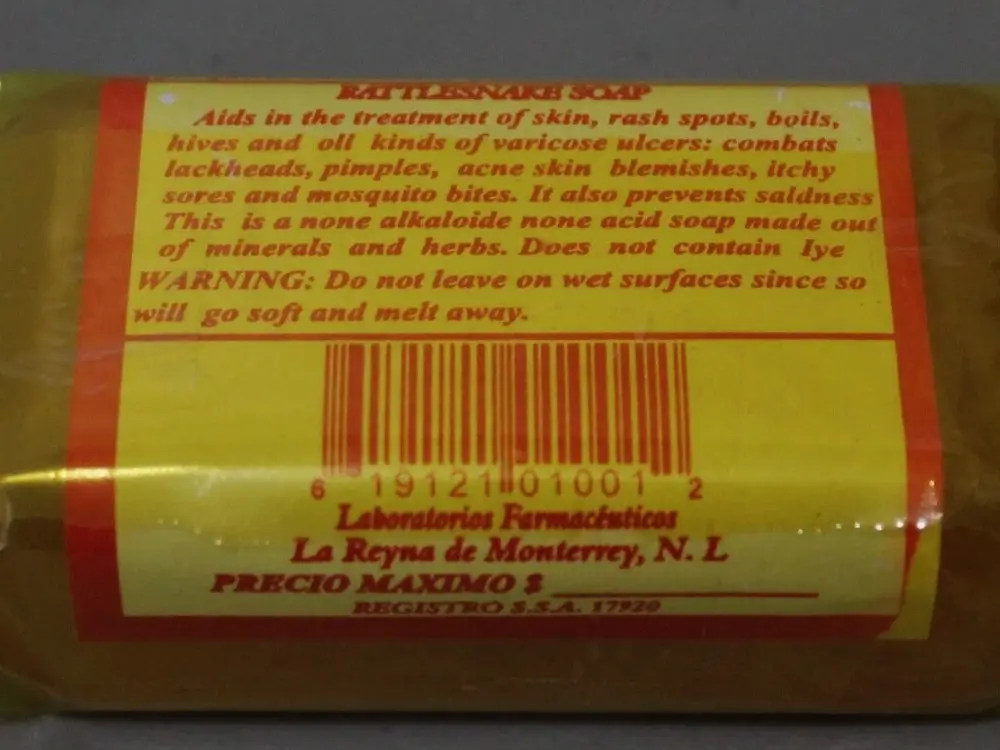 RATTLESNAKE SOAP
Aids in the treatment of skin, rash spots, boils,
hives and oll kinds of varicose ulcers: combats
lackheads, pimples, acne skin blemishes, itchy
sores and mosquito bites. It also prevents saldness
This is a none alkaloide none acid soap made out
of minerals and herbs. Does not contain Iye
WARNING: Do not leave on wet surfaces since so
will go soft and melt away.
6 19121 01001 2
Laboratorios Farmacéuticos
La Reyna de Monterrey, N. L
PRECIO MAXIMO $
REGISTRO S.S.A. 17920